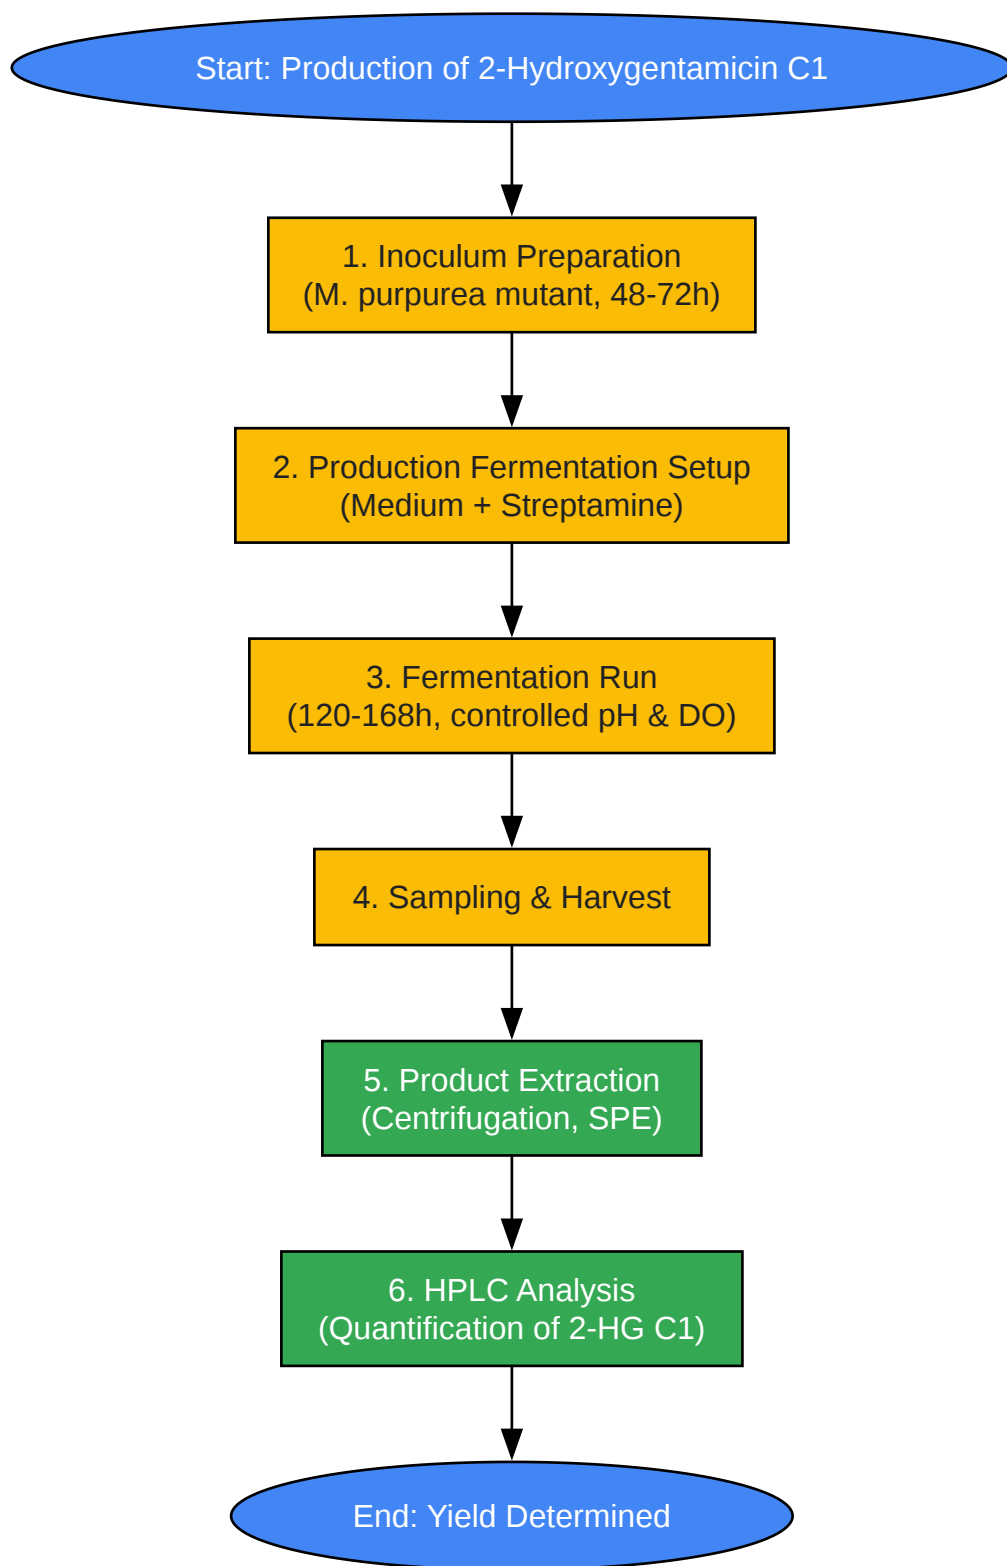 Start: Production of 2-Hydroxygentamicin C1
1. Inoculum Preparation
(M. purpurea mutant, 48-72h)
2. Production Fermentation Setup
(Medium + Streptamine)
3. Fermentation Run
(120-168h, controlled pH & DO)
4. Sampling & Harvest
5. Product Extraction
(Centrifugation, SPE)
6. HPLC Analysis
(Quantification of 2-HG C1)
End: Yield Determined